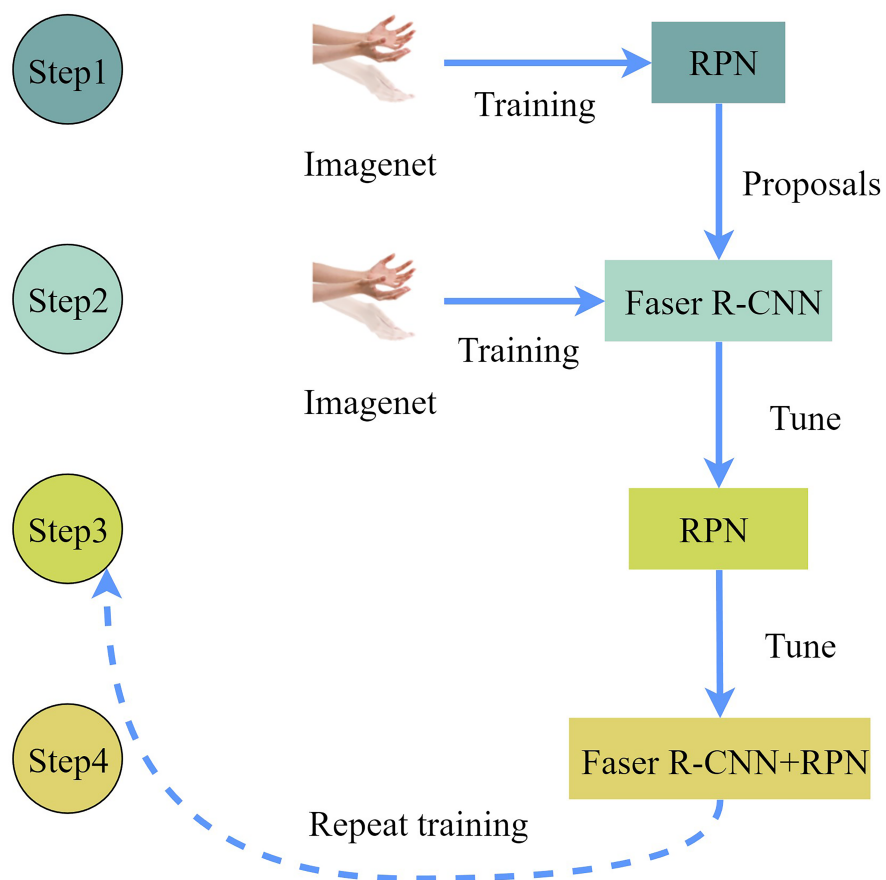 Step1
RPN
Training
Imagenet
Proposals
Step2
Faser R-CNN
Training
Imagenet
Tune
Step3
RPN
Tune
Step4
Faser R-CNN+RPN
Repeat training